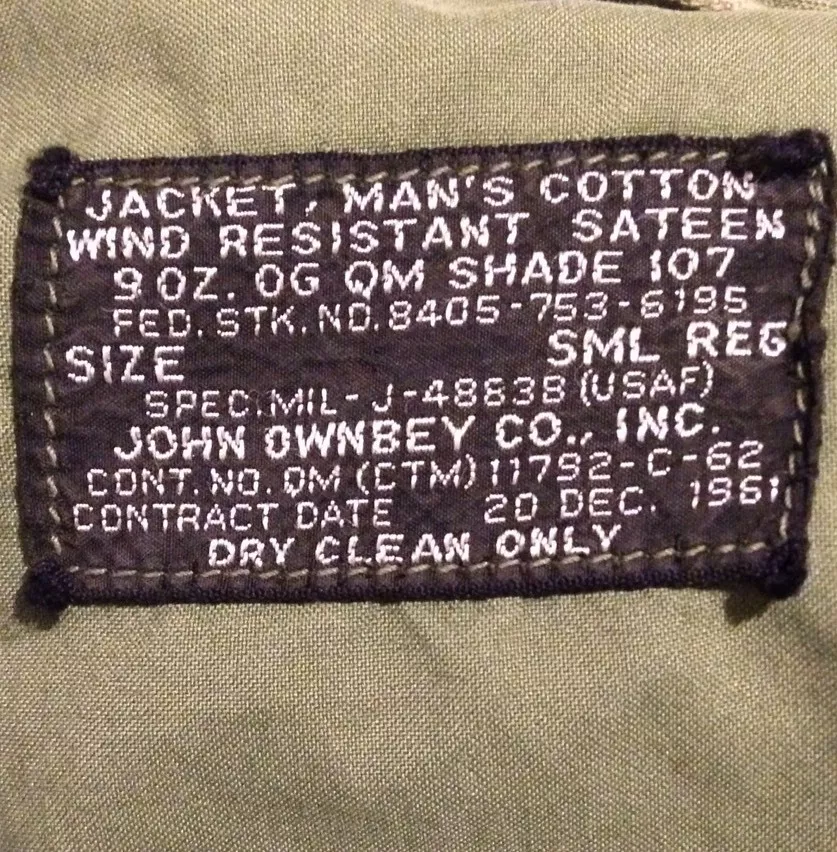 JACKET, MAN'S COTTON
WIND RESISTANT SATEEN
9 OZ. OG QM SHADE 107
FED. STK. NO. 8405-753-6195
SIZE SML REG
SPEC. MIL-J-4883B (USAF)
JOHN OWNBEY CO., INC.
CONT. NO. QM (CTM) 11792-C-62
CONTRACT DATE 20 DEC. 1961
DRY CLEAN ONLY